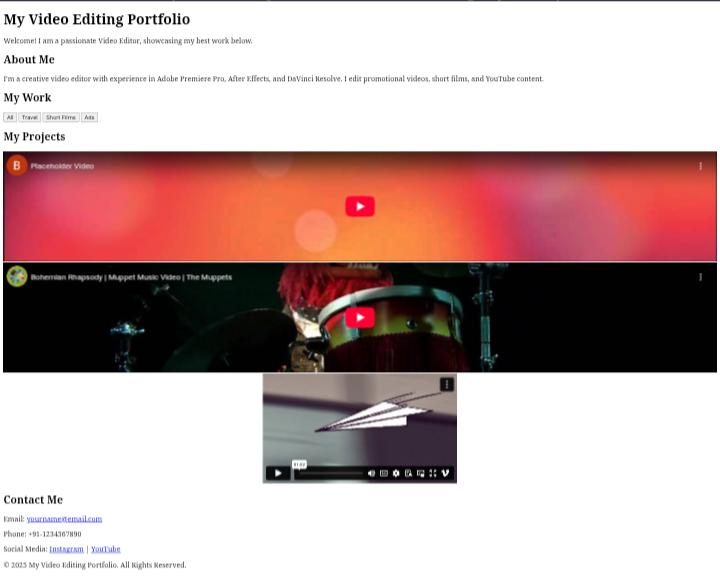 My Video Editing Portfolio
Welcome! I am a passionate Video Editor, showcasing my best work below.
About Me
I'm a creative video editor with experience in Adobe Premiere Pro, After Effects, and DaVinci Resolve. I edit promotional videos, short films, and YouTube content.
My Work
All Travel Short Films Ads
My Projects
B Placeholder Video
Bohemian Rhapsody | Muppet Music Video | The Muppets
Contact Me
Email: yourname@email.com
Phone: +91-1234567890
Social Media: Instagram | YouTube
© 2025 My Video Editing Portfolio. All Rights Reserved.